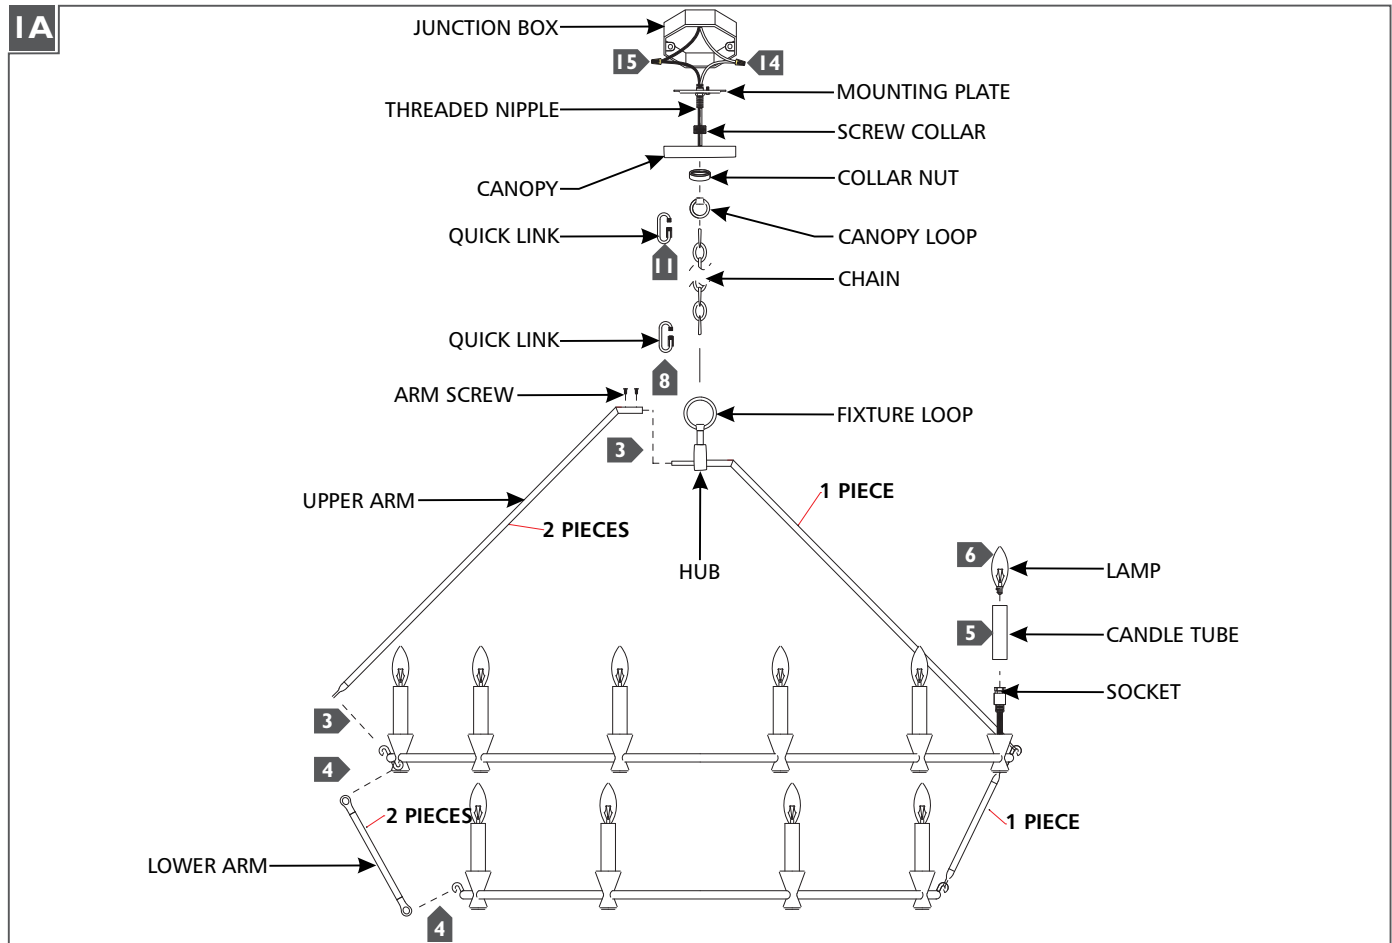 1A
JUNCTION BOX
15
14
MOUNTING PLATE
THREADED NIPPLE
SCREW COLLAR
CANOPY
COLLAR NUT
QUICK LINK
CANOPY LOOP
11
CHAIN
QUICK LINK
8
ARM SCREW
FIXTURE LOOP
3
UPPER ARM
1 PIECE
2 PIECES
HUB
6
LAMP
5
CANDLE TUBE
SOCKET
3
4
2 PIECES
1 PIECE
LOWER ARM
4